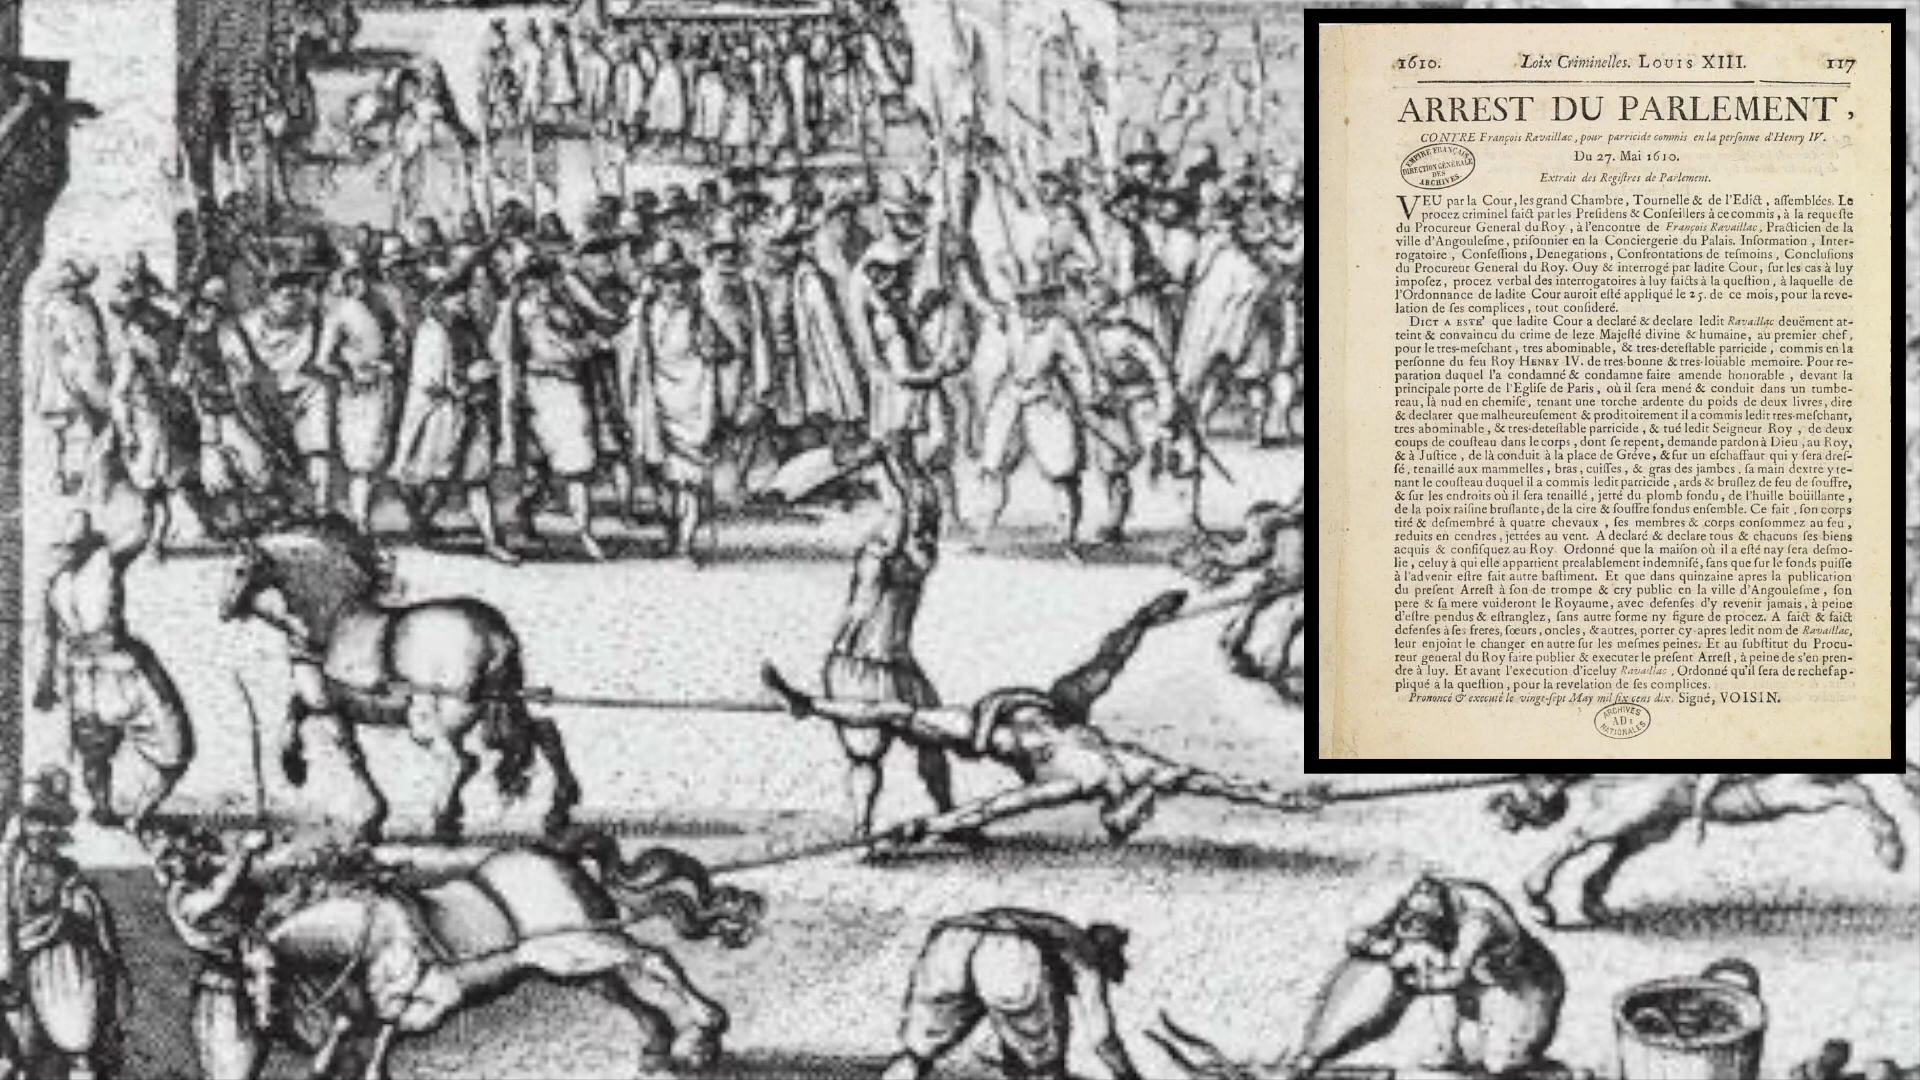 1610. Loix Criminelles. LOUIS XIII. 117
ARREST DU PARLEMENT,
CONTRE François Ravaillac, pour parricide commis en la perſonne d'Henry IV.
Du 27. Mai 1610.
EMPIRE FRANÇAIS
DIRECTION GÉNÉRALE
DES
ARCHIVES.
Extrait des Regiſtres de Parlement.
VEU par la Cour, les grand Chambre, Tournelle & de l'Edict, aſſemblées. Le
procez criminel faict par les Preſidens & Conſeillers à ce commis, à la requeſte
du Procureur General du Roy, à l'encontre de François Ravaillac, Practicien de la
ville d'Angouleſme, priſonnier en la Conciergerie du Palais. Information, Inter-
rogatoire, Confeſſions, Denegations, Confrontations de teſmoins, Concluſions
du Procureur General du Roy. Ouy & interrogé par ladite Cour, ſur les cas à luy
impoſez, procez verbal des interrogatoires à luy faicts à la queſtion, à laquelle de
l'Ordonnance de ladite Cour auroit eſté appliqué le 25. de ce mois, pour la reve-
lation de ſes complices, tout conſideré.
DICT A ESTE' que ladite Cour a declaré & declare ledit Ravaillac deuëment at-
teint & convaincu du crime de leze Majeſté divine & humaine, au premier chef,
pour le tres-meſchant, tres abominable, & tres-deteſtable parricide, commis en la
perſonne du feu Roy HENRY IV. de tres-bonne & tres-loüable memoire. Pour re-
paration duquel l'a condamné & condamne faire amende honorable, devant la
principale porte de l'Egliſe de Paris, où il ſera mené & conduit dans un tumbe-
reau, là nud en chemiſe, tenant une torche ardente du poids de deux livres, dire
& declarer que malheureuſement & proditoirement il a commis ledit tres-meſchant,
tres abominable, & tres-deteſtable parricide, & tué ledit Seigneur Roy, de deux
coups de couſteau dans le corps, dont ſe repent, demande pardon à Dieu, au Roy,
& à Juſtice, de là conduit à la place de Gréve, & ſur un eſchaffaut qui y ſera dreſ-
ſé, tenaillé aux mammelles, bras, cuiſſes, & gras des jambes. ſa main dextre y te-
nant le couſteau duquel il a commis ledit parricide, ards & bruſlez de feu de ſouffre,
& ſur les endroits où il ſera tenaillé, jetté du plomb fondu, de l'huille boüillante,
de la poix raiſine bruſlante, de la cire & ſouffre fondus enſemble. Ce fait, ſon corps
tiré & deſmembré à quatre chevaux, ſes membres & corps conſommez au feu,
reduits en cendres, jettées au vent. A declaré & declare tous & chacuns ſes biens
acquis & confiſquez au Roy. Ordonné que la maiſon où il a eſté nay ſera deſmo-
lie, celuy à qui elle appartient prealablement indemniſé, ſans que ſur le fonds puiſſe
à l'advenir eſtre fait autre baſtiment. Et que dans quinzaine apres la publication
du preſent Arreſt à ſon de trompe & cry public en la ville d'Angouleſme, ſon
pere & ſa mere vuideront le Royaume, avec defenſes d'y revenir jamais, à peine
d'eſtre pendus & eſtranglez, ſans autre forme ny figure de procez. A faict & faict
defenſes à ſes freres, ſœurs, oncles, & autres, porter cy-apres ledit nom de Ravaillac,
leur enjoint le changer en autre ſur les meſmes peines. Et au ſubſtitut du Procu-
reur general du Roy faire publier & executer le preſent Arreſt, à peine de s'en pren-
dre à luy. Et avant l'execution d'iceluy Ravaillac, Ordonné qu'il ſera de rechef ap-
pliqué à la queſtion, pour la revelation de ſes complices.
Prononcé & executé le vingt-ſept May mil ſix cens dix. Signé, VOISIN.
ARCHIVES
AD
NATIONALES